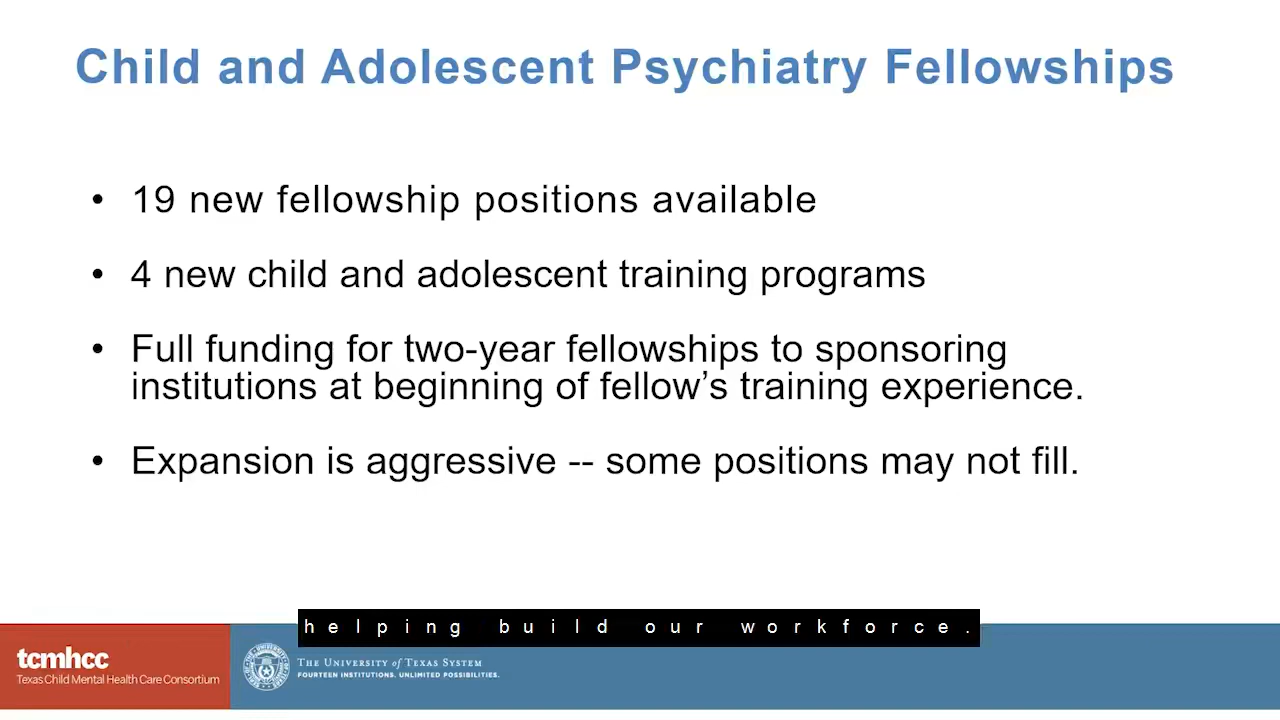 Child and Adolescent Psychiatry Fellowships
• 19 new fellowship positions available
• 4 new child and adolescent training programs
• Full funding for two-year fellowships to sponsoring
institutions at beginning of fellow’s training experience.
• Expansion is aggressive -- some positions may not fill.
helping build our workforce.
tcmhcc
Texas Child Mental Health Care Consortium
THE UNIVERSITY of TEXAS SYSTEM
FOURTEEN INSTITUTIONS. UNLIMITED POSSIBILITIES.